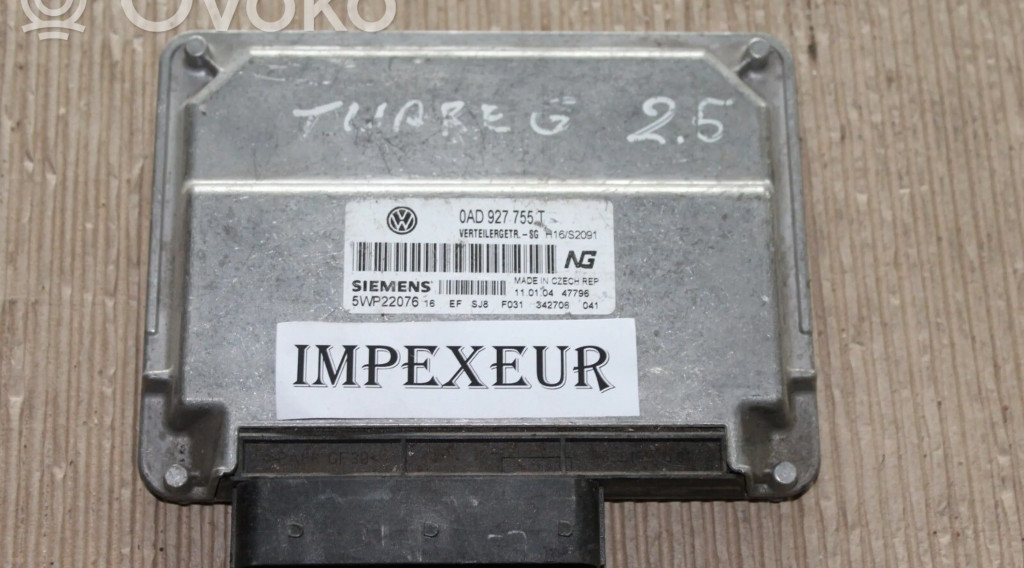 OVOKO
TUAREG 2.5
0AD 927 755 T
VERTEILERGETR.-SG H16/S2091
NG
SIEMENS
MADE IN CZECH REP
11.01.04 47796
5WP22076 16 EF SJ8 F031 342706 041
IMPEXEUR
GF30